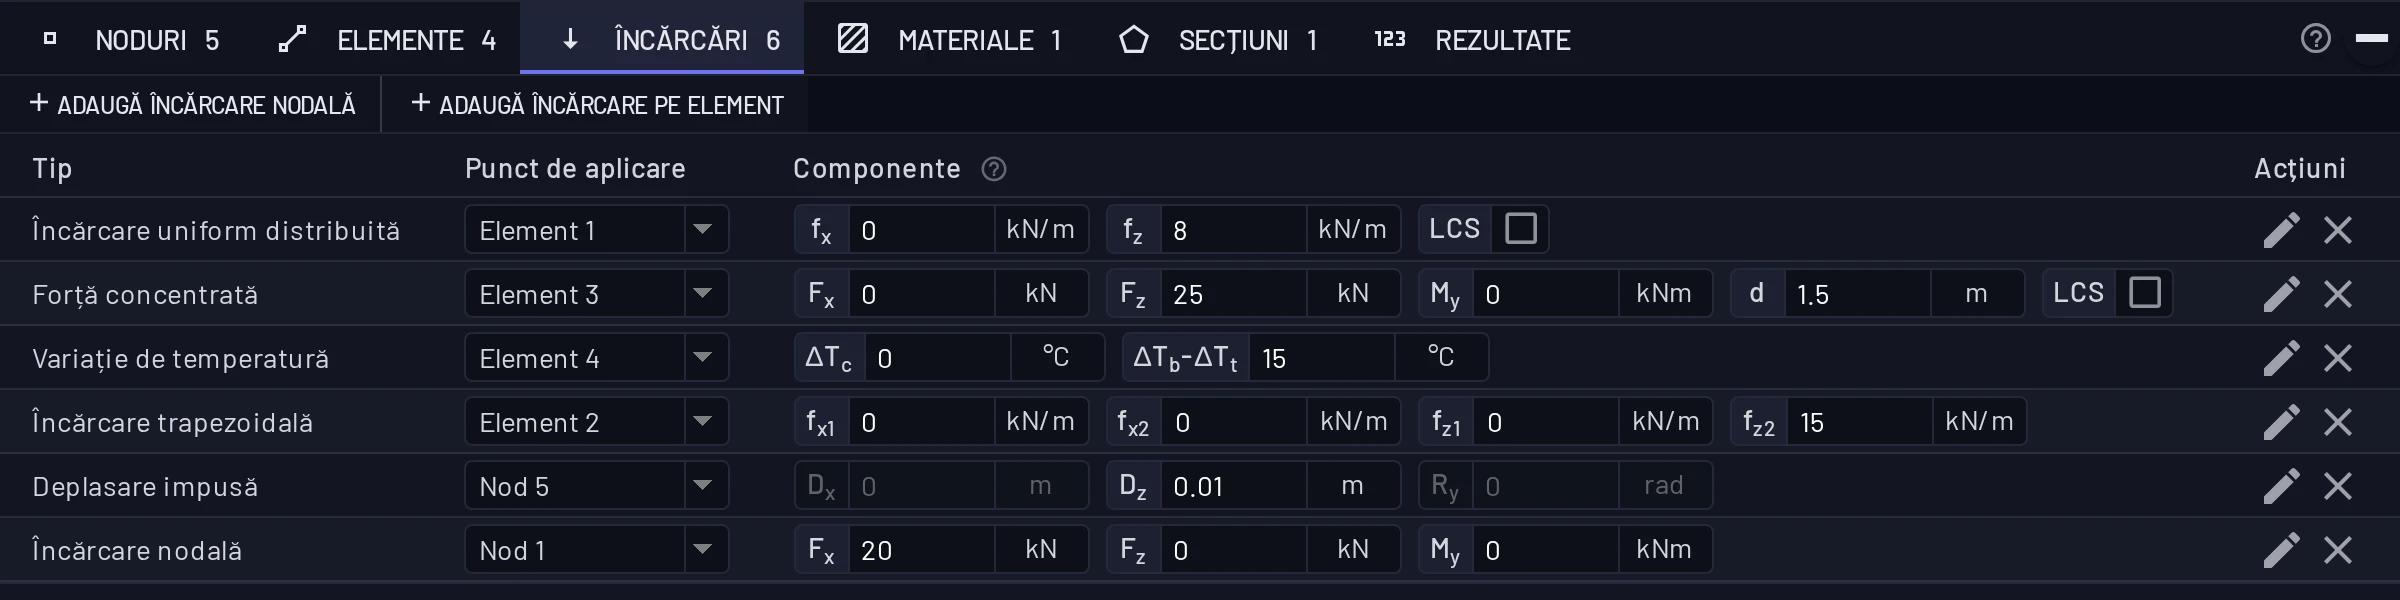 NODURI 5 ELEMENTE 4 ÎNCĂRCĂRI 6 MATERIALE 1 SECȚIUNI 1 123 REZULTATE
+ ADAUGĂ ÎNCĂRCARE NODALĂ + ADAUGĂ ÎNCĂRCARE PE ELEMENT
Tip Punct de aplicare Componente Acțiuni
Încărcare uniform distribuită Element 1 fx 0 kN/m fz 8 kN/m LCS
Forță concentrată Element 3 Fx 0 kN Fz 25 kN My 0 kNm d 1.5 m LCS
Variație de temperatură Element 4 ΔTc 0 °C ΔTb-ΔTt 15 °C
Încărcare trapezoidală Element 2 fx1 0 kN/m fx2 0 kN/m fz1 0 kN/m fz2 15 kN/m
Deplasare impusă Nod 5 Dx 0 m Dz 0.01 m Ry 0 rad
Încărcare nodală Nod 1 Fx 20 kN Fz 0 kN My 0 kNm